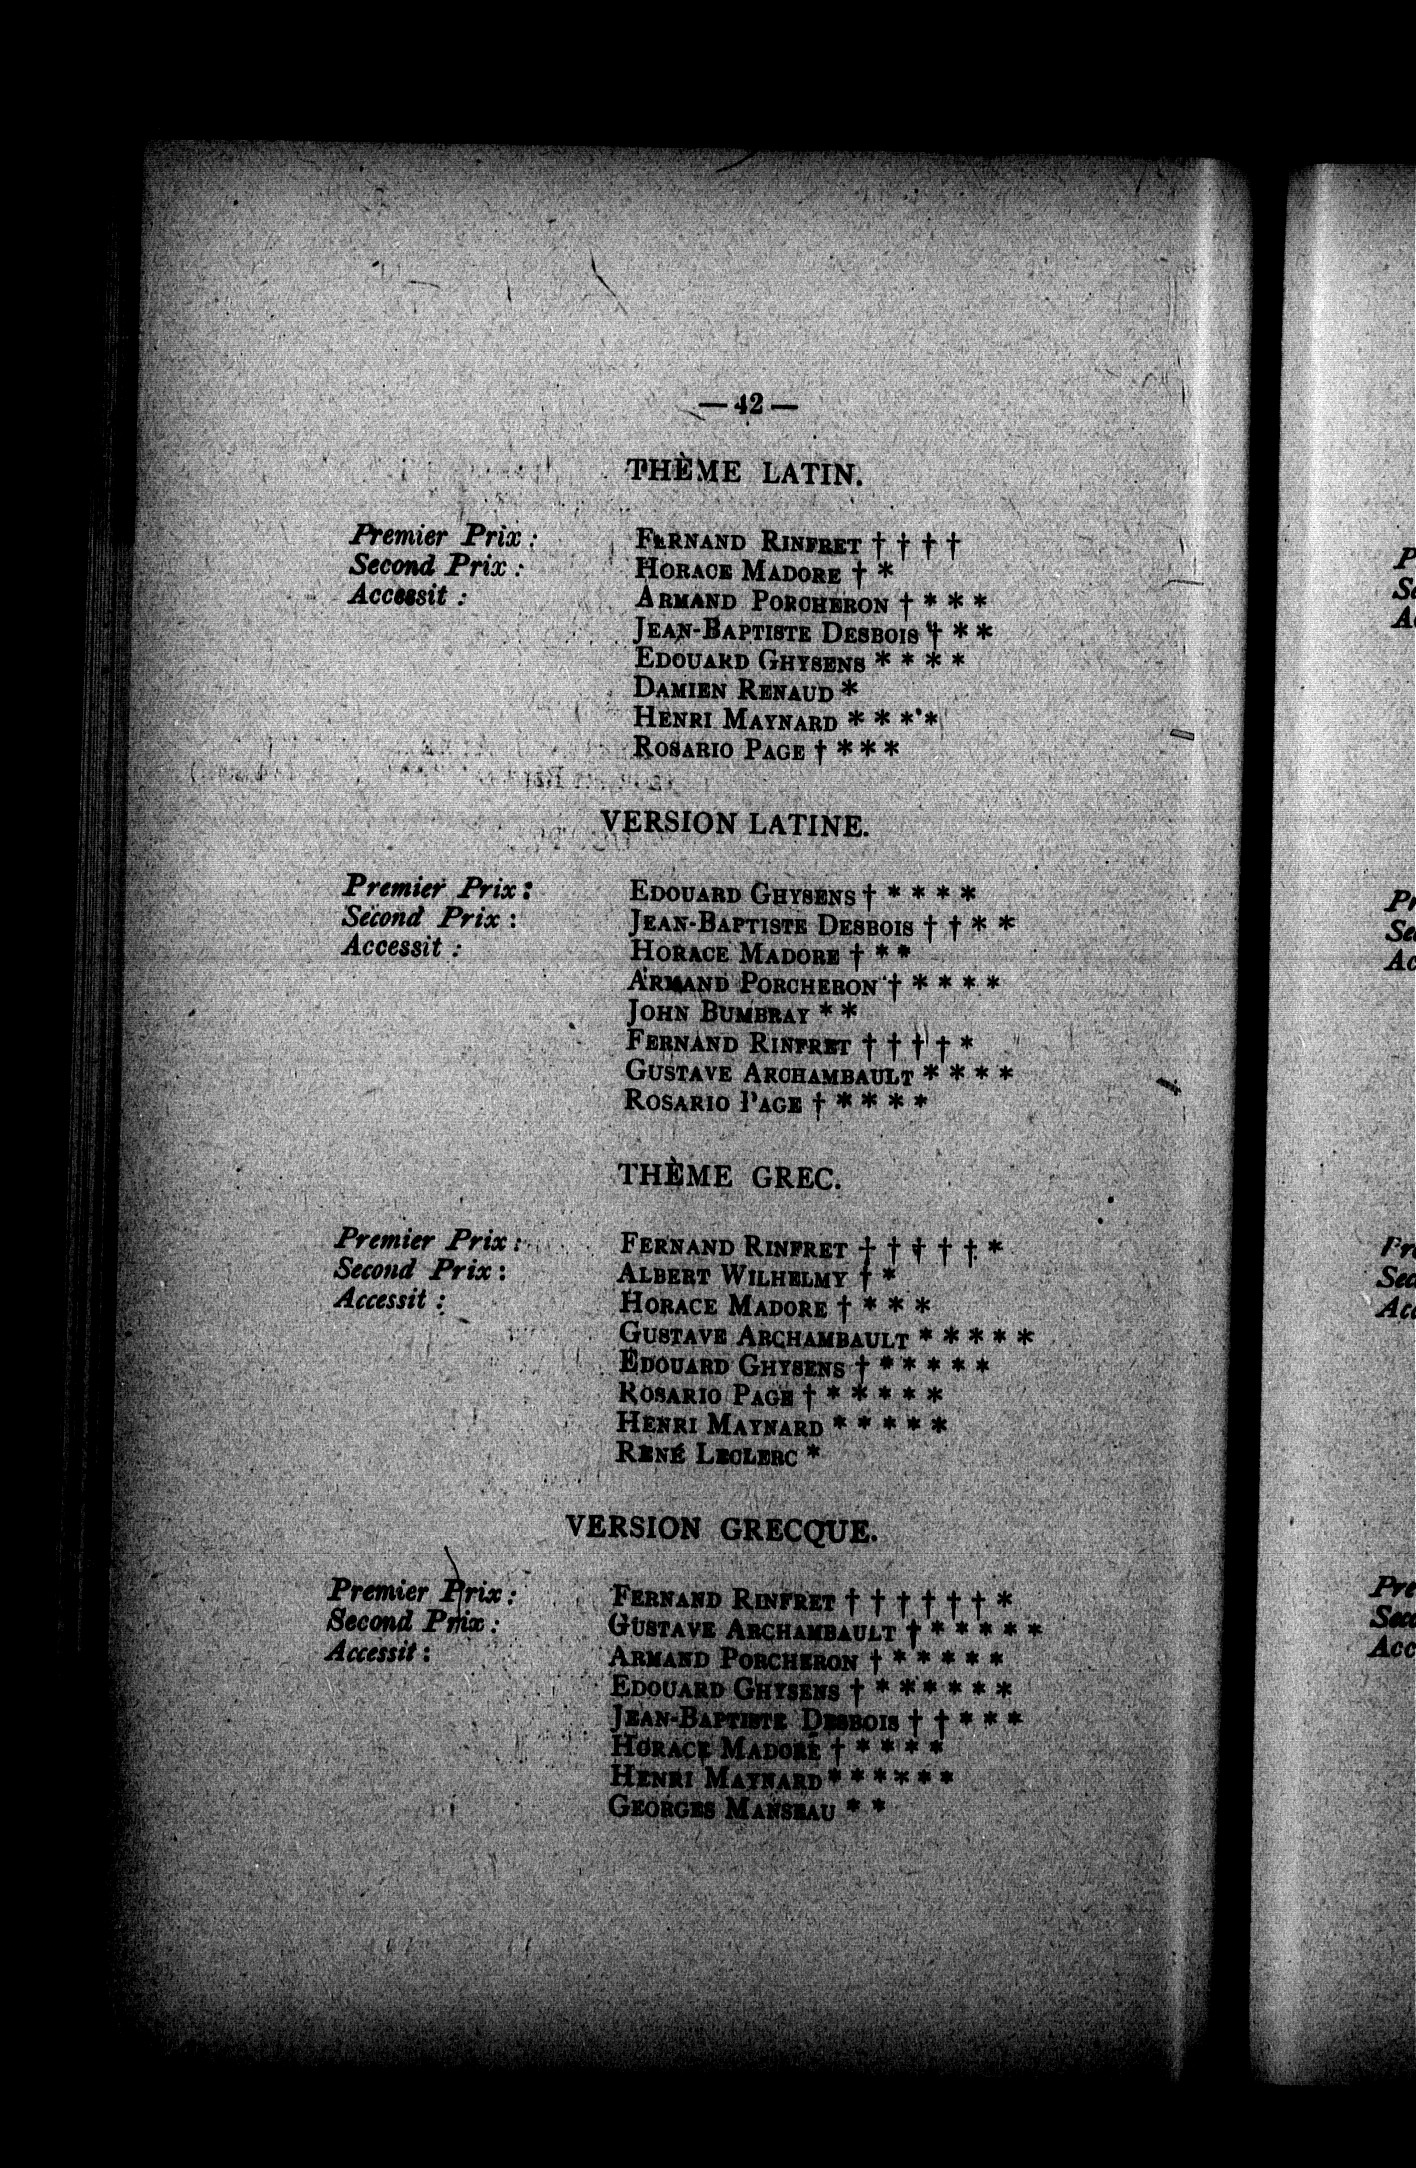 — 42 —
THÈME LATIN.
Premier Prix : FERNAND RINFRET † † † †
Second Prix : HORACE MADORE † *
Accessit : ARMAND PORCHERON † * * *
JEAN-BAPTISTE DESBOIS † * *
EDOUARD GHYSENS * * * *
DAMIEN RENAUD *
HENRI MAYNARD * * * *
ROSARIO PAGE † * * *
VERSION LATINE.
Premier Prix : EDOUARD GHYSENS † * * * *
Second Prix : JEAN-BAPTISTE DESBOIS † † * *
Accessit : HORACE MADORE † * *
ARMAND PORCHERON † * * * *
JOHN BUMBRAY * *
FERNAND RINFRET † † † † *
GUSTAVE ARCHAMBAULT * * * *
ROSARIO PAGE † * * * *
THÈME GREC.
Premier Prix : FERNAND RINFRET † † † † † *
Second Prix : ALBERT WILHELMY † *
Accessit : HORACE MADORE † * * *
GUSTAVE ARCHAMBAULT * * * * *
EDOUARD GHYSENS † * * * * *
ROSARIO PAGE † * * * * *
HENRI MAYNARD * * * * *
RENÉ LECLERC *
VERSION GRECQUE.
Premier Prix : FERNAND RINFRET † † † † † † *
Second Prix : GUSTAVE ARCHAMBAULT † * * * * *
Accessit : ARMAND PORCHERON † * * * * *
EDOUARD GHYSENS † * * * * * *
JEAN-BAPTISTE DESBOIS † † * * *
HORACE MADORE † * * * *
HENRI MAYNARD * * * * * *
GEORGES MANSEAU * *